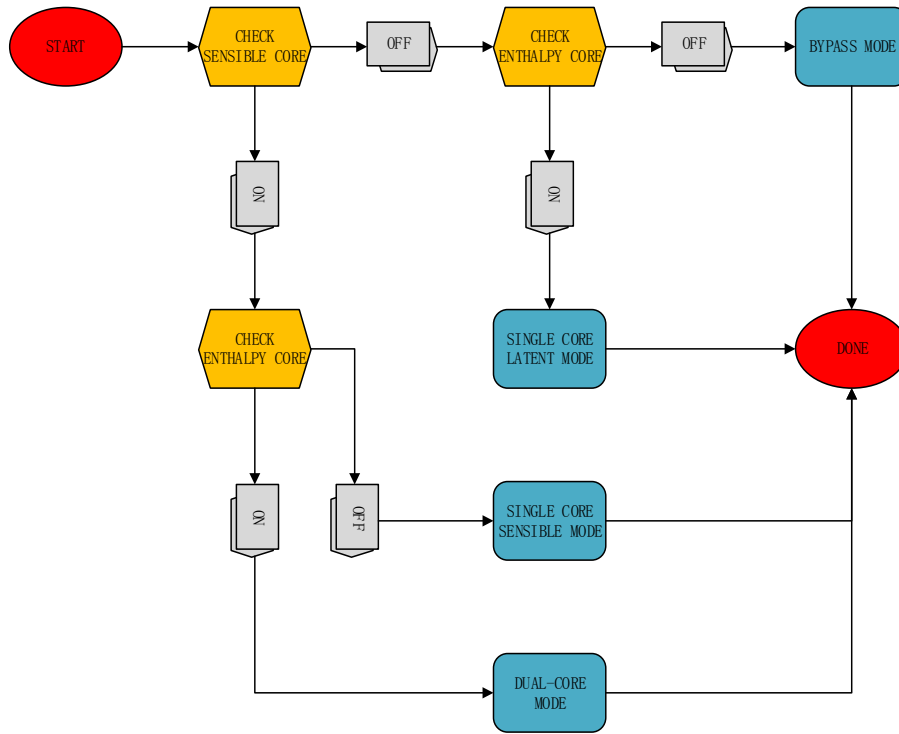 START
CHECK
SENSIBLE CORE
OFF
CHECK
ENTHALPY CORE
OFF
BYPASS MODE
ON
ON
CHECK
ENTHALPY CORE
SINGLE CORE
LATENT MODE
DONE
ON
OFF
SINGLE CORE
SENSIBLE MODE
DUAL-CORE
MODE